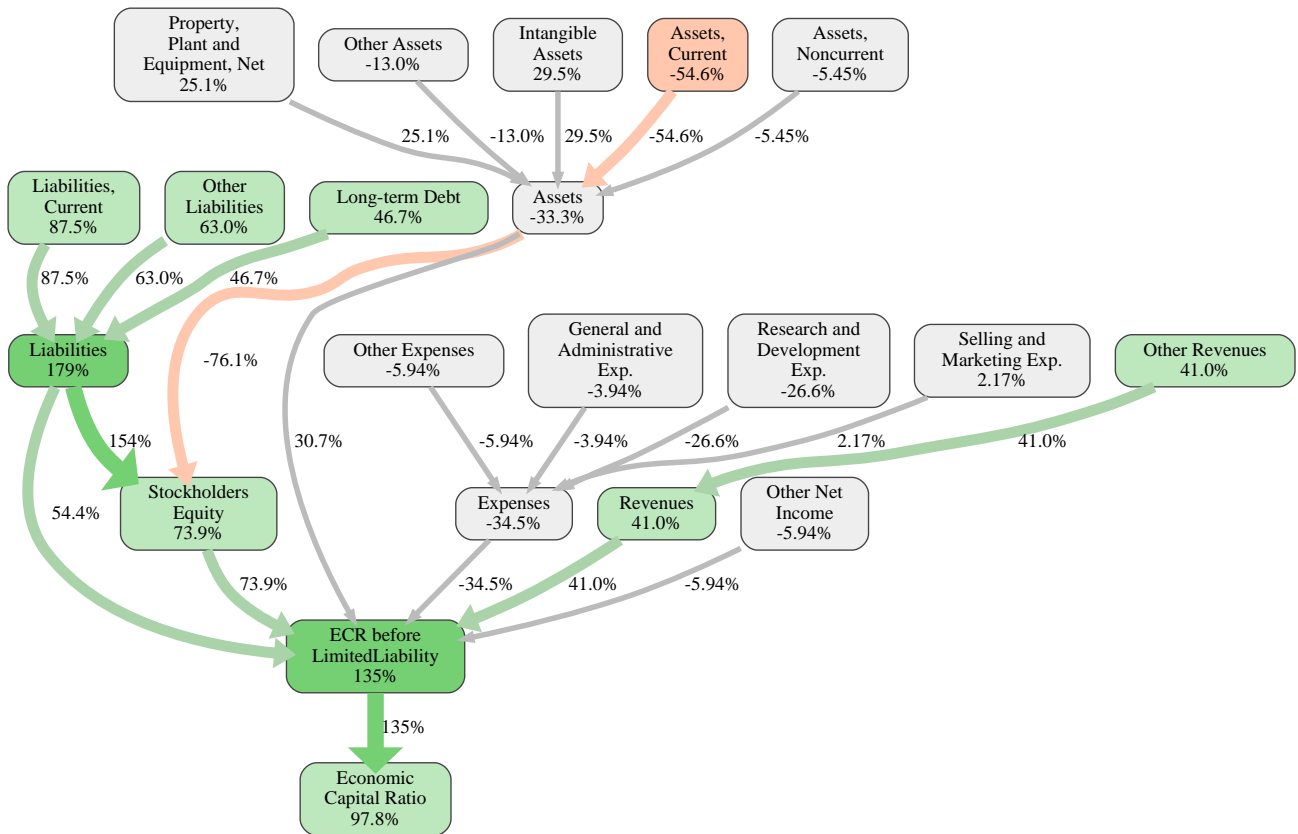 Property,
Plant and
Equipment, Net
25.1%
Other Assets
-13.0%
Intangible
Assets
29.5%
Assets,
Current
-54.6%
Assets,
Noncurrent
-5.45%
25.1%
-13.0%
29.5%
-54.6%
-5.45%
Liabilities,
Current
87.5%
Other
Liabilities
63.0%
Long-term Debt
46.7%
Assets
-33.3%
87.5%
63.0%
46.7%
Liabilities
179%
-76.1%
Other Expenses
-5.94%
General and
Administrative
Exp.
-3.94%
Research and
Development
Exp.
-26.6%
Selling and
Marketing Exp.
2.17%
Other Revenues
41.0%
154%
30.7%
-5.94%
-3.94%
-26.6%
2.17%
41.0%
54.4%
Stockholders
Equity
73.9%
Expenses
-34.5%
Revenues
41.0%
Other Net
Income
-5.94%
73.9%
-34.5%
41.0%
-5.94%
ECR before
LimitedLiability
135%
135%
Economic
Capital Ratio
97.8%